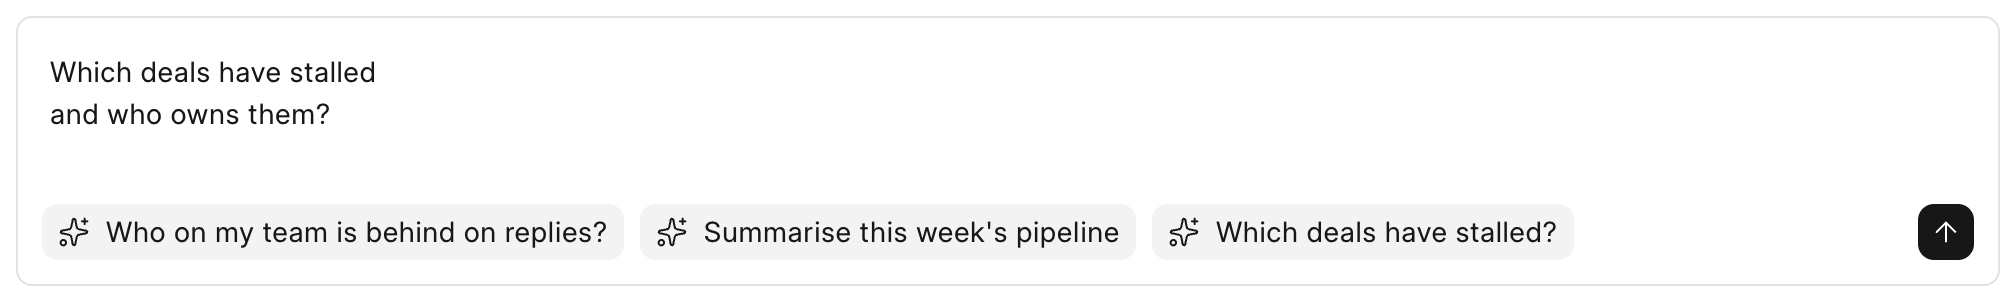 Which deals have stalled
and who owns them?
Who on my team is behind on replies?
Summarise this week's pipeline
Which deals have stalled?